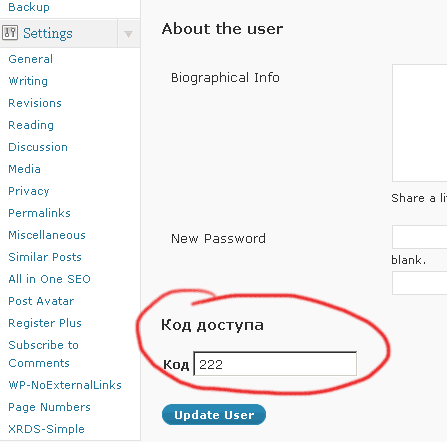 Backup
Settings
General
Writing
Revisions
Reading
Discussion
Media
Privacy
Permalinks
Miscellaneous
Similar Posts
All in One SEO
Post Avatar
Register Plus
Subscribe to
Comments
WP-NoExternalLinks
Page Numbers
XRDS-Simple
About the user
Biographical Info
Share a li
New Password
blank.
Код доступа
Код 222
Update User